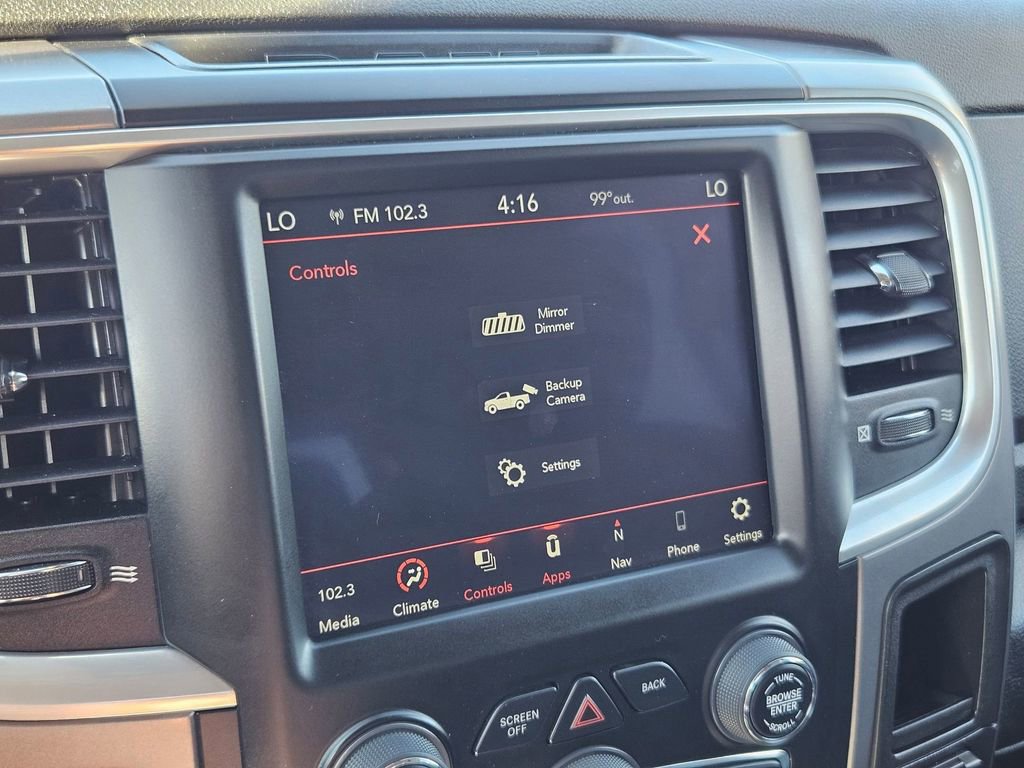 LO FM 102.3 4:16 99° out. LO
X
Controls
Mirror
Dimmer
Backup
Camera
Settings
102.3 N
Media Climate Controls Apps Nav Phone Settings
SCREEN
OFF
BACK
TUNE
BROWSE
ENTER
SCROLL